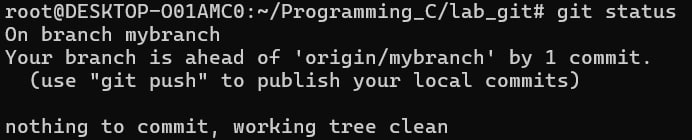 root@DESKTOP-O01AMC0:~/Programming_C/lab_git# git status
On branch mybranch
Your branch is ahead of 'origin/mybranch' by 1 commit.
(use "git push" to publish your local commits)
nothing to commit, working tree clean